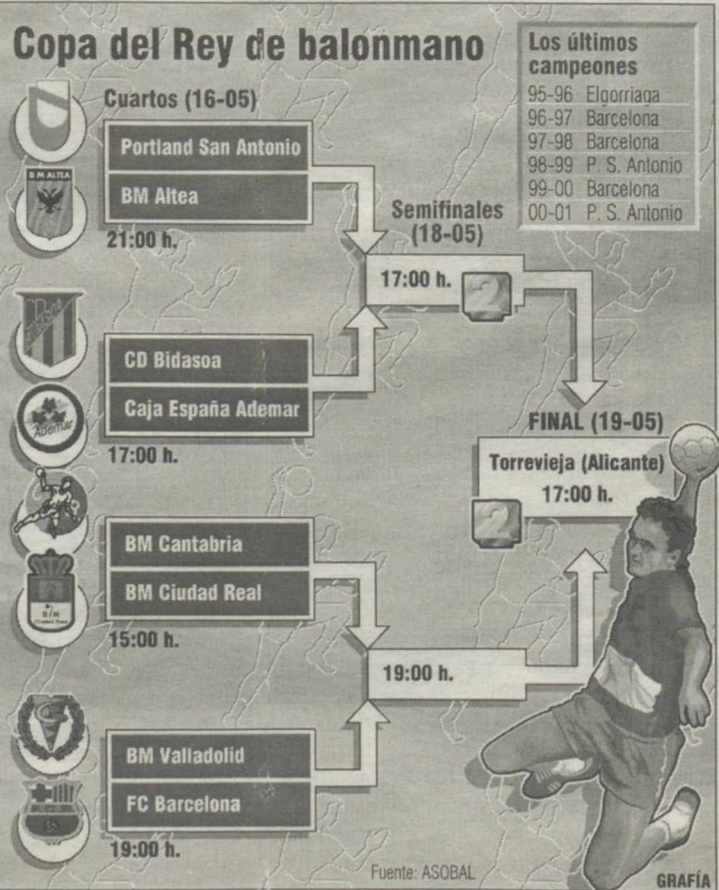 Copa del Rey de balonmano
Los últimos
campeones
95-96 Elgorriaga
96-97 Barcelona
97-98 Barcelona
98-99 P. S. Antonio
99-00 Barcelona
00-01 P. S. Antonio
Cuartos (16-05)
Portland San Antonio
BM ALTEA
BM Altea
21:00 h.
Semifinales
(18-05)
17:00 h.
2
CD Bidasoa
Caja España Ademar
Ademar
17:00 h.
FINAL (19-05)
Torrevieja (Alicante)
17:00 h.
2
BM Cantabria
BM Ciudad Real
15:00 h.
19:00 h.
BM Valladolid
FC Barcelona
19:00 h.
Fuente: ASOBAL
GRAFÍA